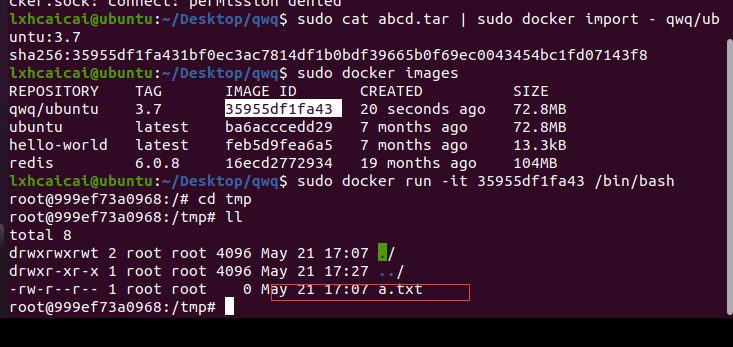 cker.sock: connect: permission denied
lxhcaicai@ubuntu:~/Desktop/qwq$ sudo cat abcd.tar | sudo docker import - qwq/ub
untu:3.7
sha256:35955df1fa431bf0ec3ac7814df1b0bdf39665b0f69ec0043454bc1fd07143f8
lxhcaicai@ubuntu:~/Desktop/qwq$ sudo docker images
REPOSITORY    TAG       IMAGE ID       CREATED          SIZE
qwq/ubuntu    3.7       35955df1fa43   20 seconds ago   72.8MB
ubuntu        latest    ba6acccedd29   7 months ago     72.8MB
hello-world   latest    feb5d9fea6a5   7 months ago     13.3kB
redis         6.0.8     16ecd2772934   19 months ago    104MB
lxhcaicai@ubuntu:~/Desktop/qwq$ sudo docker run -it 35955df1fa43 /bin/bash
root@999ef73a0968:/# cd tmp
root@999ef73a0968:/tmp# ll
total 8
drwxrwxrwt 2 root root 4096 May 21 17:07 ./
drwxr-xr-x 1 root root 4096 May 21 17:27 ../
-rw-r--r-- 1 root root    0 May 21 17:07 a.txt
root@999ef73a0968:/tmp#